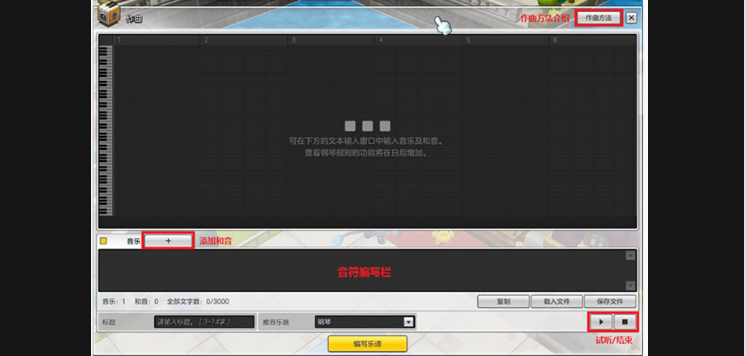 作曲
作曲方法介绍
作曲方法
1 2 3 4 5 6
可在下方的文本输入窗口中输入音乐及和音。
查看钢琴规则的功能将在日后增加。
音乐
+
添加和音
音符编写栏
音乐：1 和音：0 全部文字数：0/3000
复制
载入文件
保存文件
标题
请输入标题。（3-14字）
推荐乐器
钢琴
试听/结束
编写乐谱